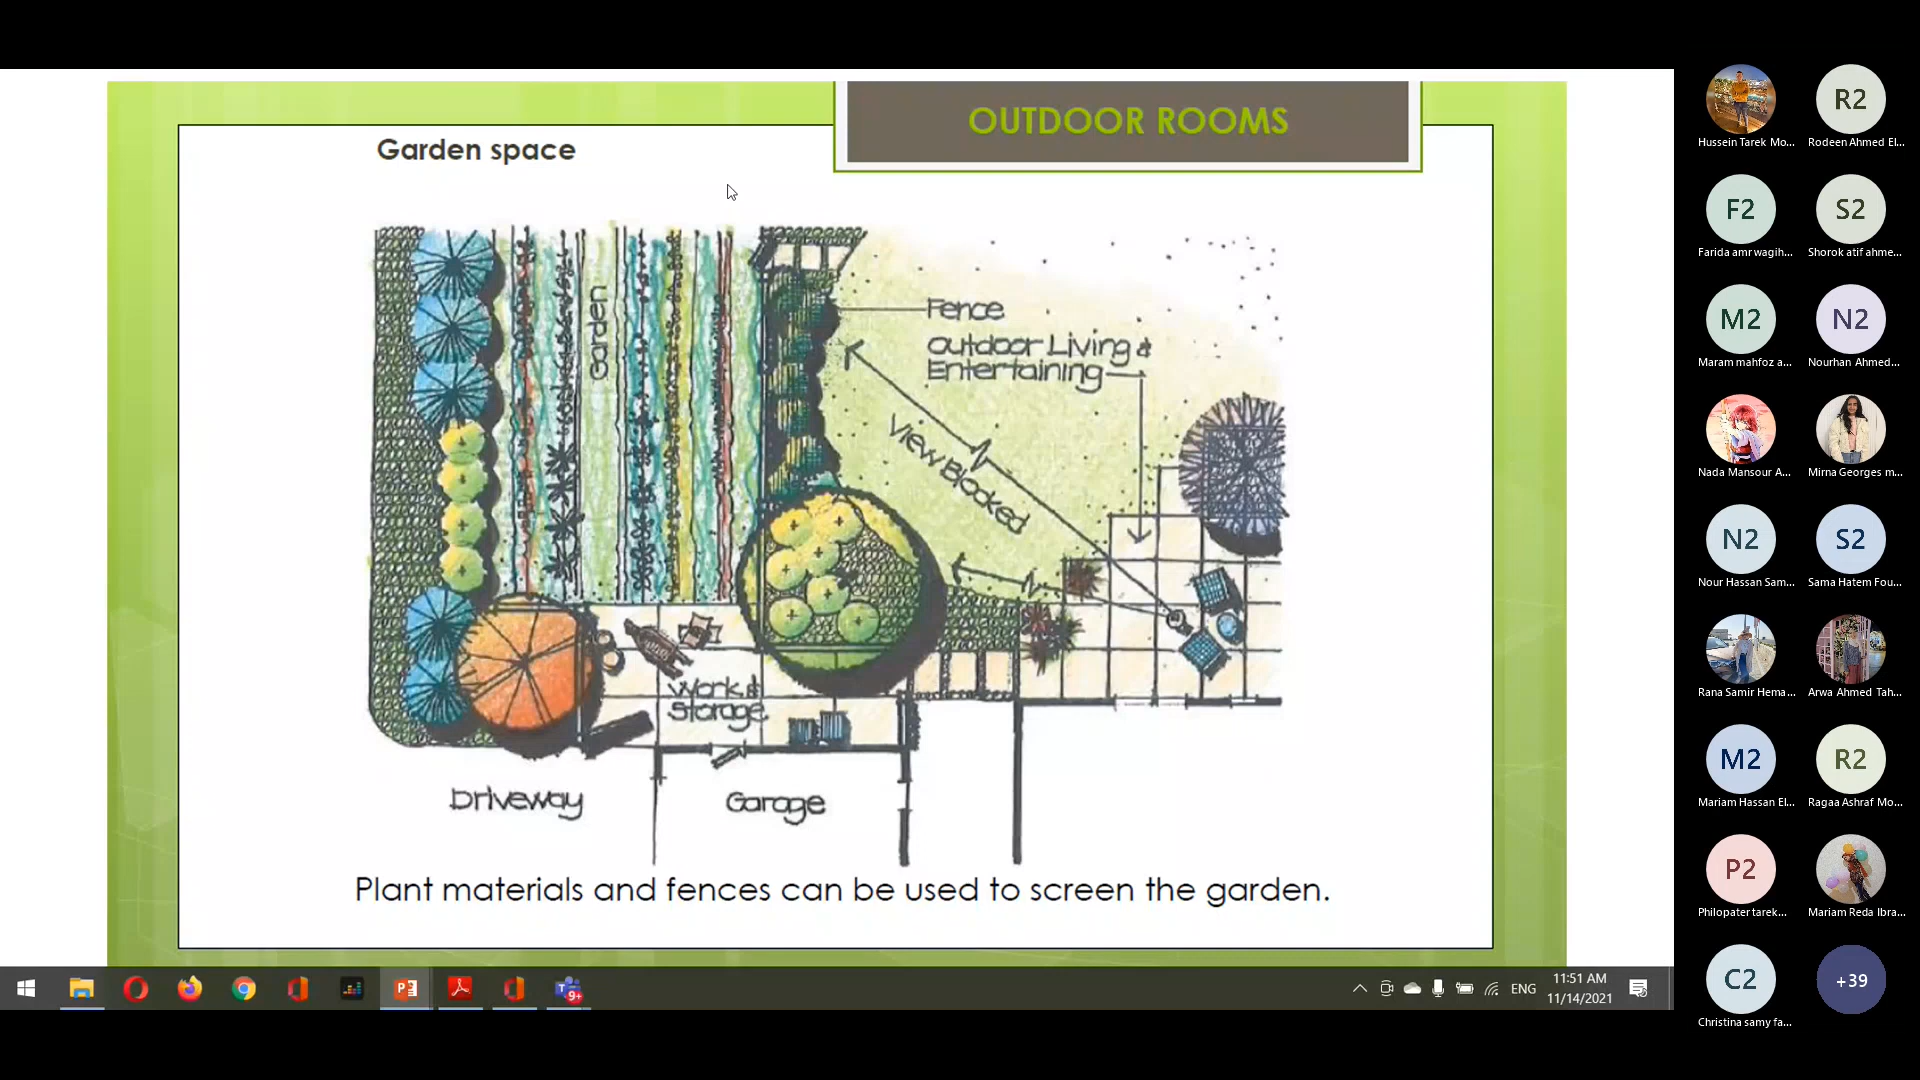 OUTDOOR ROOMS
Garden space
Garden
Fence
Outdoor Living &
Entertaining
View Blocked
Work &
Storage
Driveway
Garage
Plant materials and fences can be used to screen the garden.
R2
Hussein Tarek Mo...
Rodeen Ahmed El...
F2
S2
Farida amr wagih...
Shorok atif ahme...
M2
N2
Maram mahfoz a...
Nourhan Ahmed...
Nada Mansour A...
Mirna Georges m...
N2
S2
Nour Hassan Sam...
Sama Hatem Fou...
Rana Samir Hema...
Arwa Ahmed Tah...
M2
R2
Mariam Hassan El...
Ragaa Ashraf Mo...
P2
Philopater tarek...
Mariam Reda Ibra...
C2
+39
Christina samy fa...
9+
ENG
11:51 AM
11/14/2021